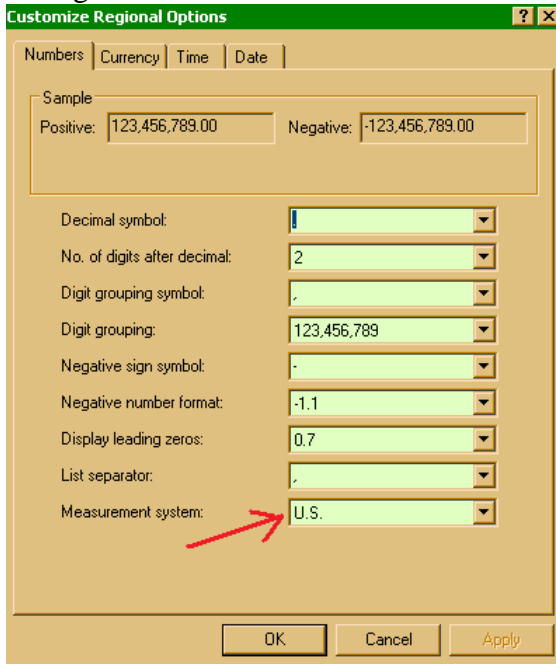 Customize Regional Options
Numbers Currency Time Date
Sample
Positive: 123,456,789.00 Negative: -123,456,789.00
Decimal symbol: .
No. of digits after decimal: 2
Digit grouping symbol: ,
Digit grouping: 123,456,789
Negative sign symbol: -
Negative number format: -1.1
Display leading zeros: 0.7
List separator: ,
Measurement system: U.S.
OK Cancel Apply